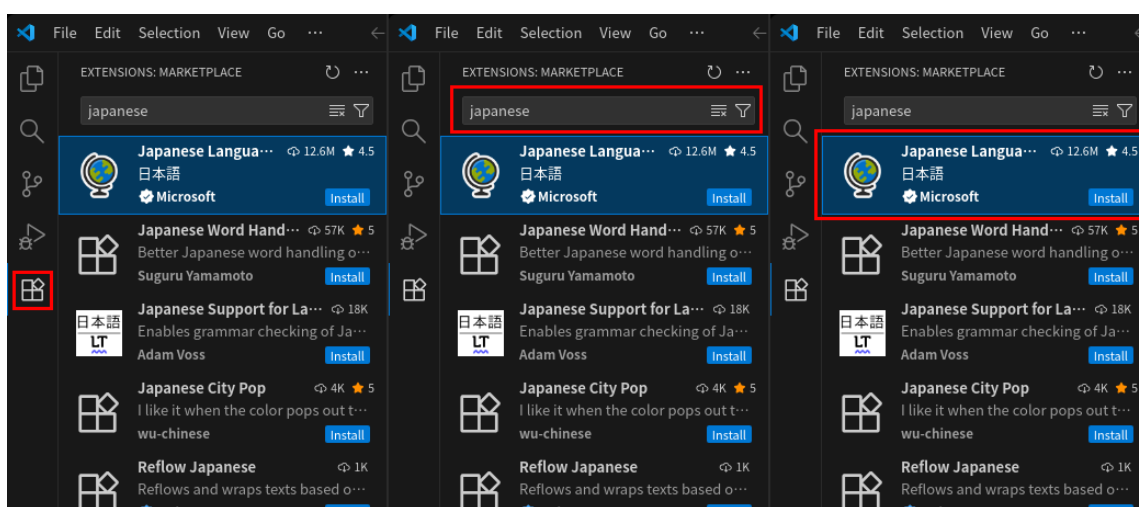 File Edit Selection View Go ···
EXTENSIONS: MARKETPLACE
japanese
Japanese Langua··· 12.6M 4.5
日本語
Microsoft Install
Japanese Word Hand··· 57K 5
Better Japanese word handling o···
Suguru Yamamoto Install
日本語
LT
Japanese Support for La··· 18K
Enables grammar checking of Ja···
Adam Voss Install
Japanese City Pop 4K 5
I like it when the color pops out t···
wu-chinese Install
Reflow Japanese 1K
Reflows and wraps texts based o···
File Edit Selection View Go ···
EXTENSIONS: MARKETPLACE
japanese
Japanese Langua··· 12.6M 4.5
日本語
Microsoft Install
Japanese Word Hand··· 57K 5
Better Japanese word handling o···
Suguru Yamamoto Install
日本語
LT
Japanese Support for La··· 18K
Enables grammar checking of Ja···
Adam Voss Install
Japanese City Pop 4K 5
I like it when the color pops out t···
wu-chinese Install
Reflow Japanese 1K
Reflows and wraps texts based o···
File Edit Selection View Go ···
EXTENSIONS: MARKETPLACE
japanese
Japanese Langua··· 12.6M 4.5
日本語
Microsoft Install
Japanese Word Hand··· 57K 5
Better Japanese word handling o···
Suguru Yamamoto Install
日本語
LT
Japanese Support for La··· 18K
Enables grammar checking of Ja···
Adam Voss Install
Japanese City Pop 4K 5
I like it when the color pops out t···
wu-chinese Install
Reflow Japanese 1K
Reflows and wraps texts based o···